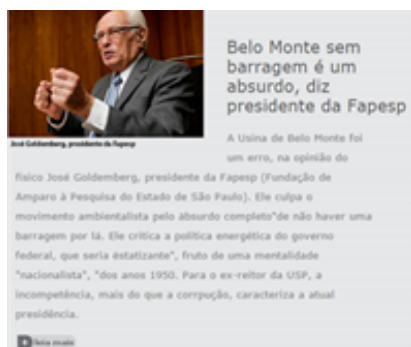 Belo Monte sem
barragem é um
absurdo, diz
presidente da Fapesp
José Goldemberg, presidente da Fapesp
A Usina de Belo Monte foi
um erro, na opinião do
físico José Goldemberg, presidente da Fapesp (Fundação de
Amparo à Pesquisa do Estado de São Paulo). Ele culpa o
movimento ambientalista pelo absurdo completo"de não haver uma
barragem por lá. Ele critica a política energética do governo
federal, que seria éstatizante", fruto de uma mentalidade
"nacionalista", "dos anos 1950. Para o ex-reitor da USP, a
incompetência, mais do que a corrpução, caracteriza a atual
presidência.
leia mais